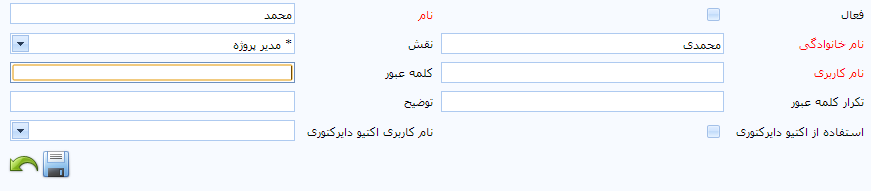 فعال نام محمد
نام خانوادگی محمدی نقش * مدیر پروژه
نام کاربری کلمه عبور
تکرار کلمه عبور توضیح
استفاده از اکتیو دایرکتوری نام کاربری اکتیو دایرکتوری